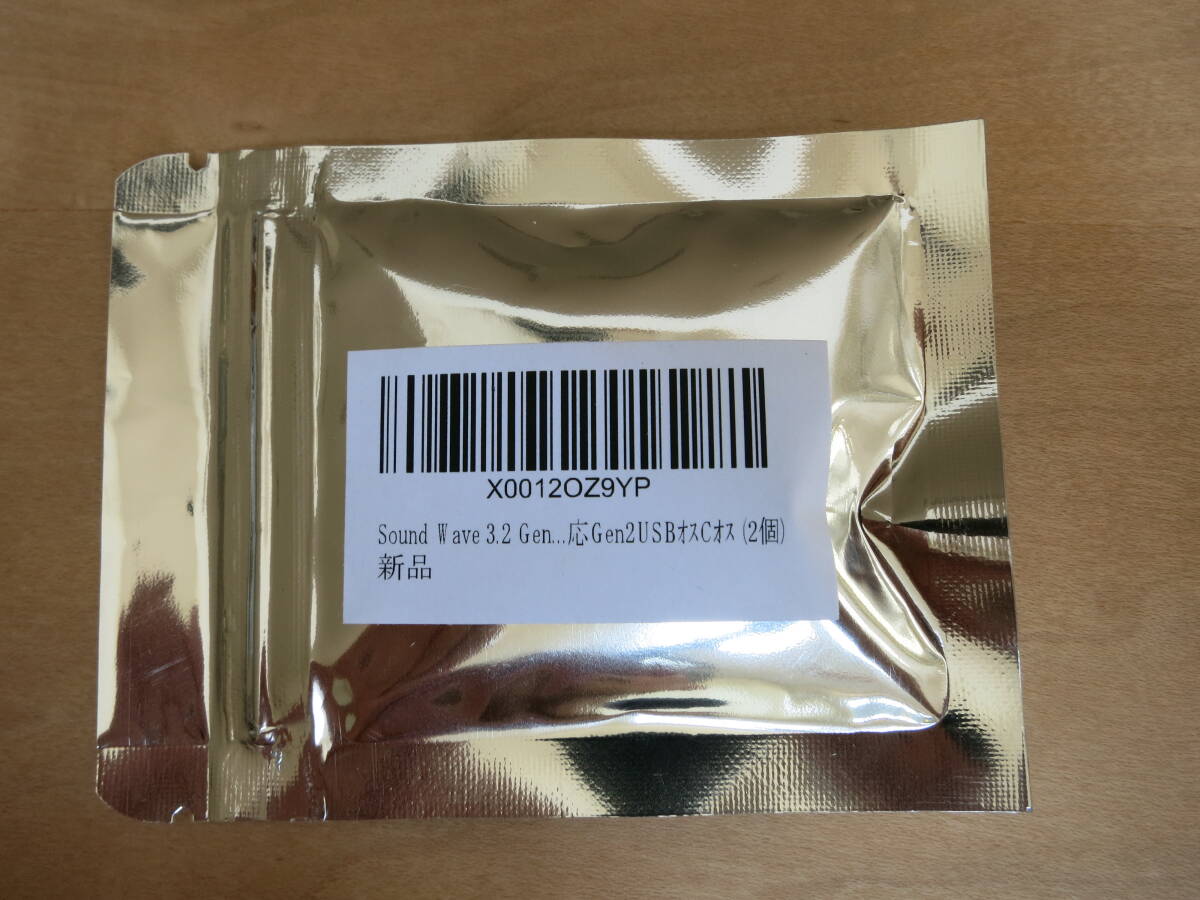 X0012OZ9YP
Sound Wave 3.2 Gen...応Gen2USBｵｽCｵｽ (2個)
新品